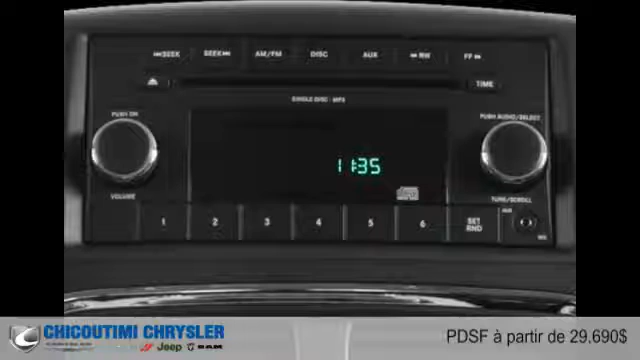 SEEK SEEK AM/FM DISC AUX RW FF
TIME
SINGLE DISC · MP3
PUSH ON
PUSH AUDIO/SELECT
11:35
VOLUME
TUNE/SCROLL
1 2 3 4 5 6 SET
RND
CHICOUTIMI CHRYSLER
Jeep RAM
PDSF à partir de 29.690$